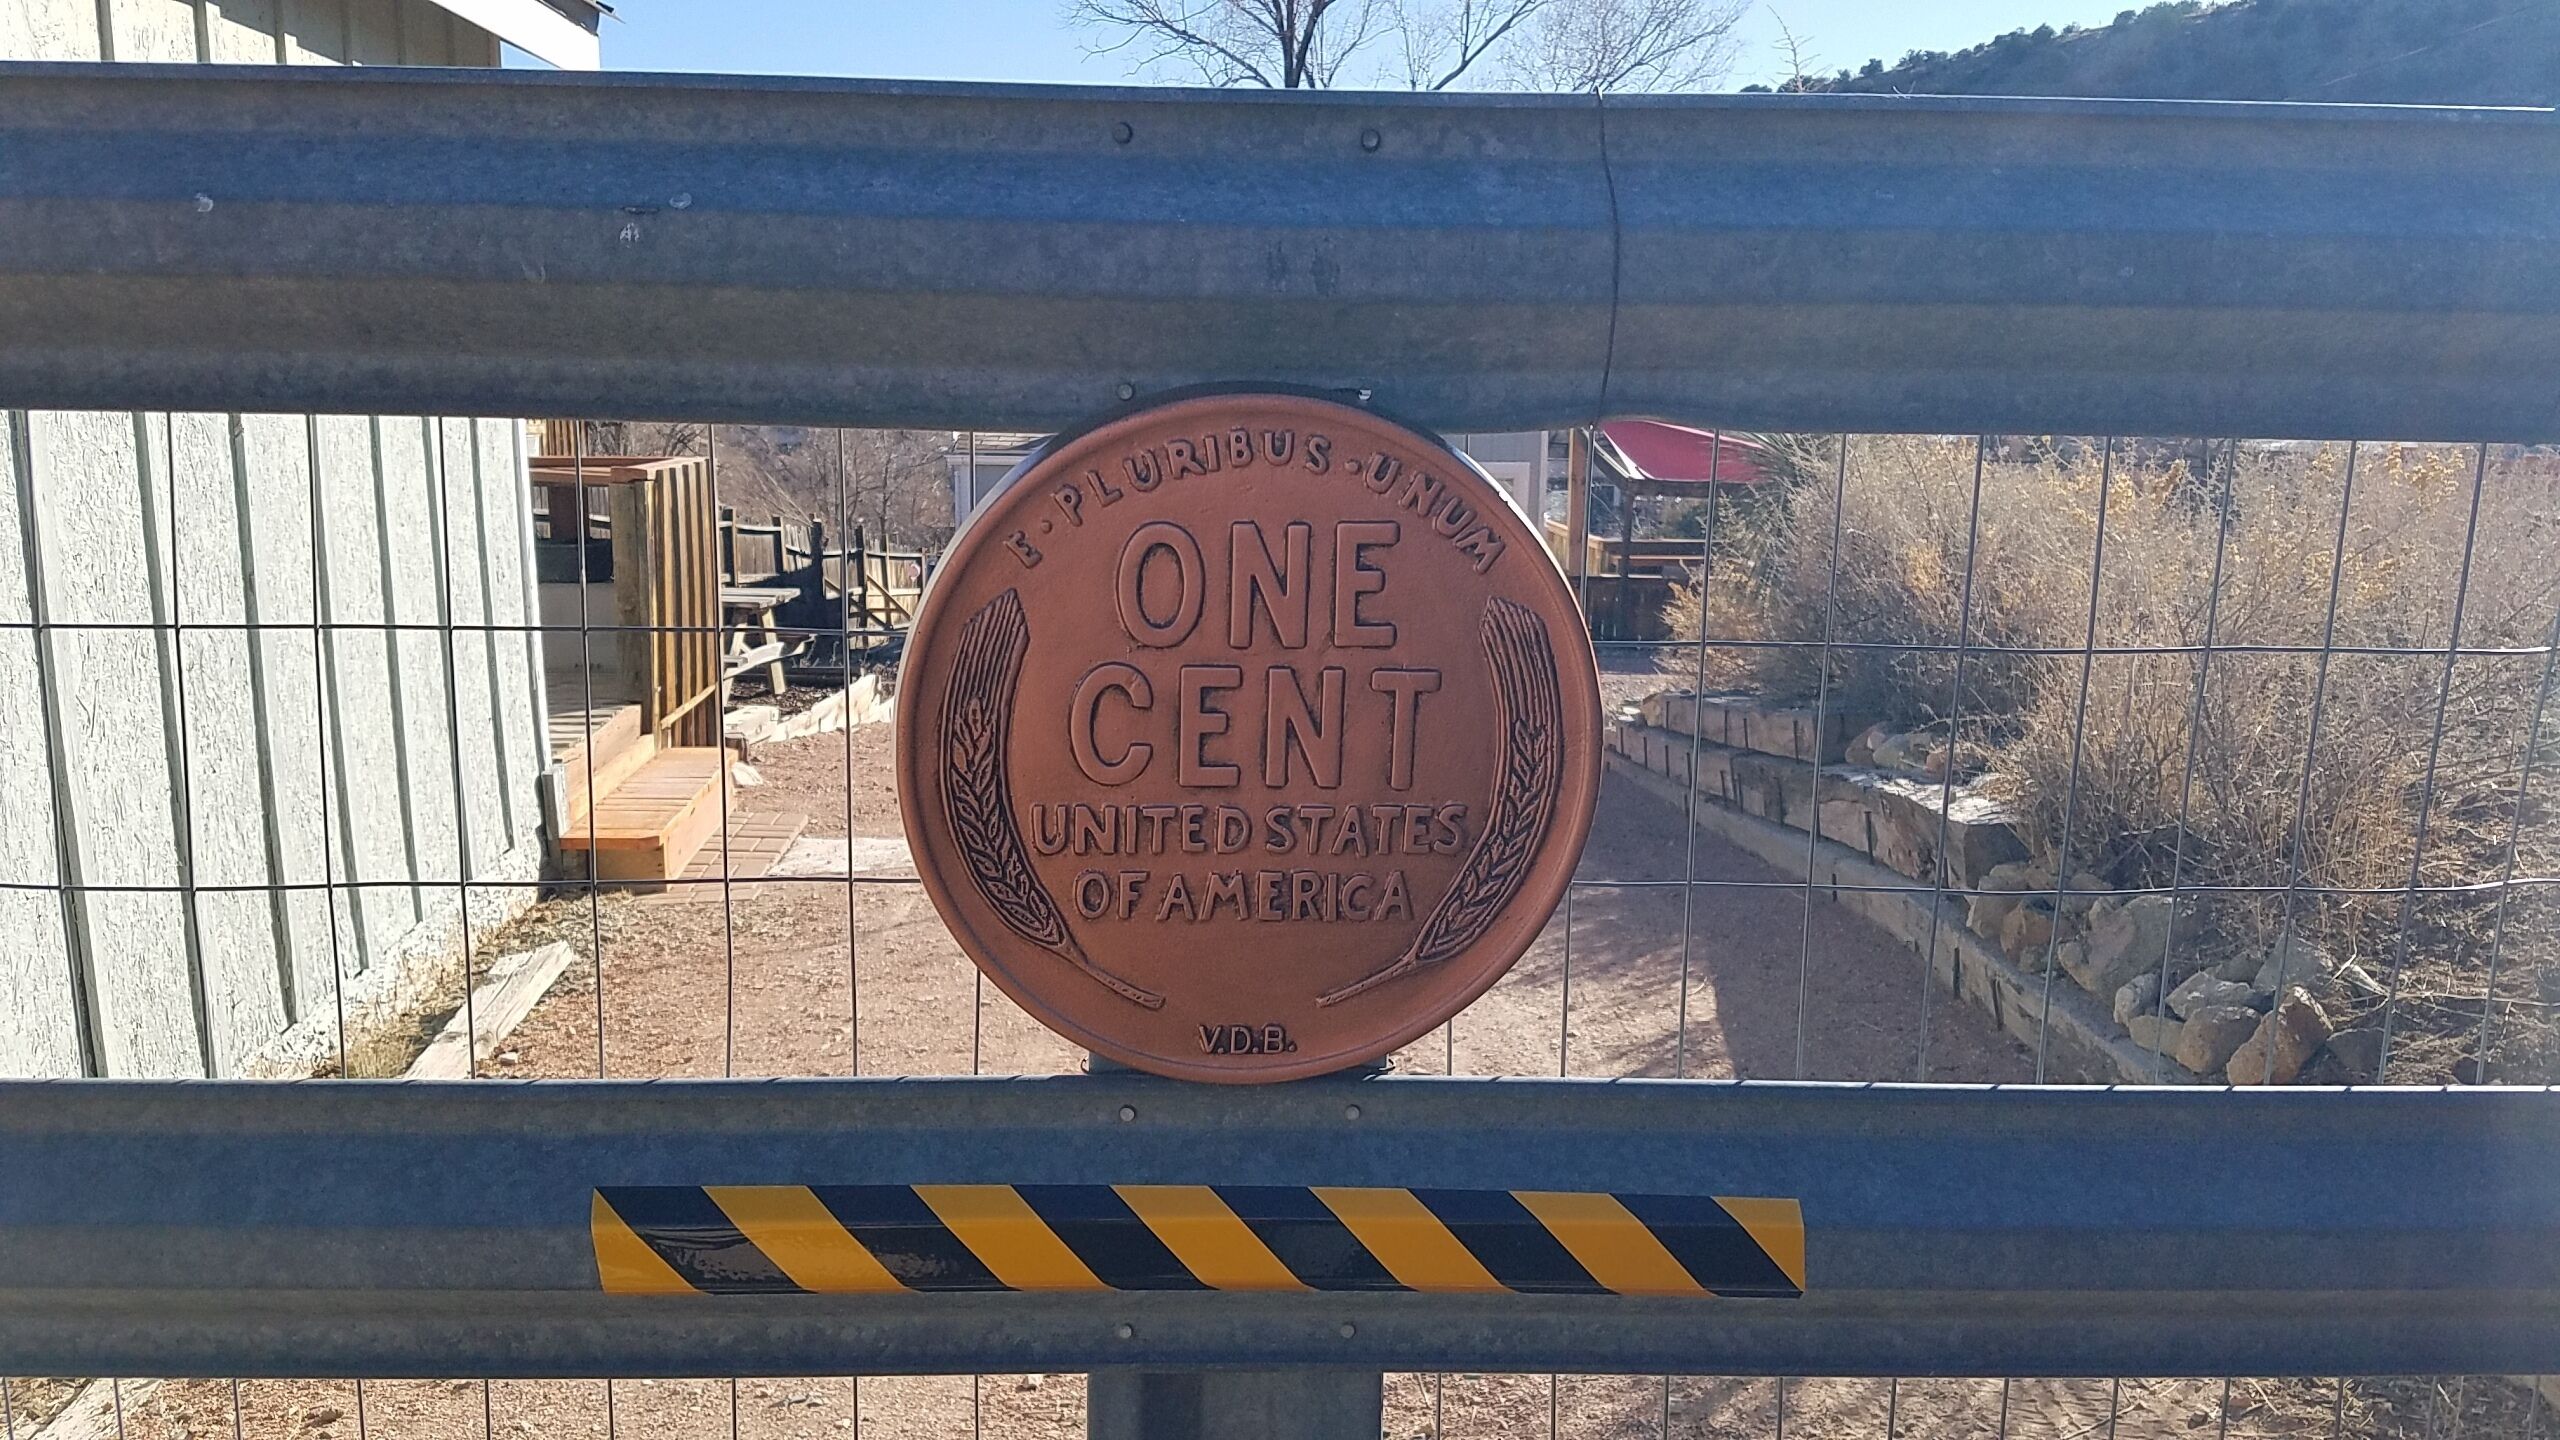 E · PLURIBUS · UNUM
ONE
CENT
UNITED STATES
OF AMERICA
V.D.B.